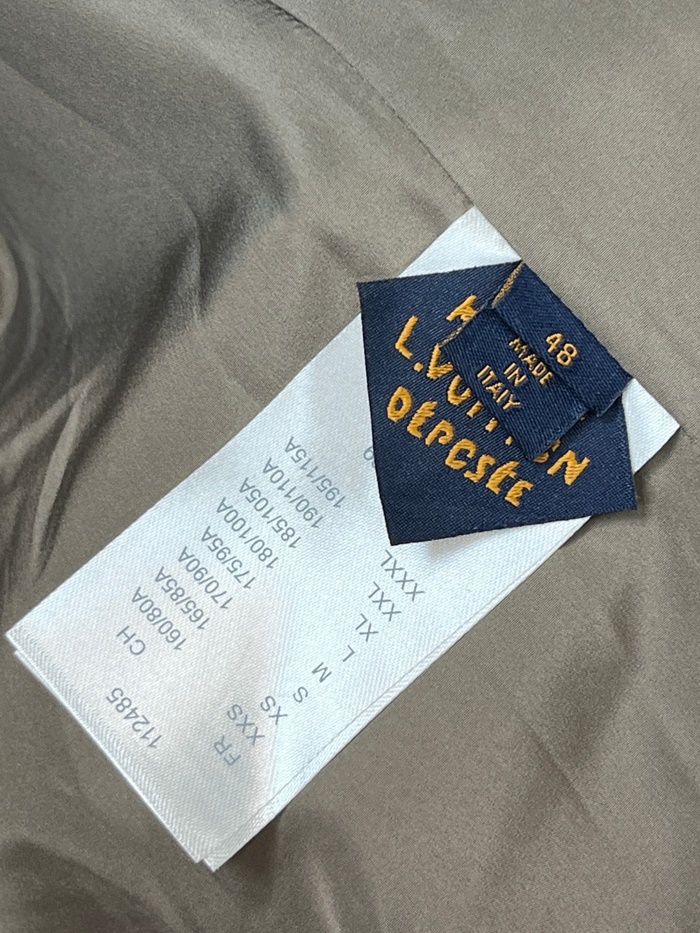 48
MADE
IN
ITALY
L.VUITTON
DÉPOSÉE
112485
CH FR
160/80A XXS
165/85A XS
170/90A S
175/95A M
180/100A L
185/105A XL
190/110A XXL
195/115A XXXL